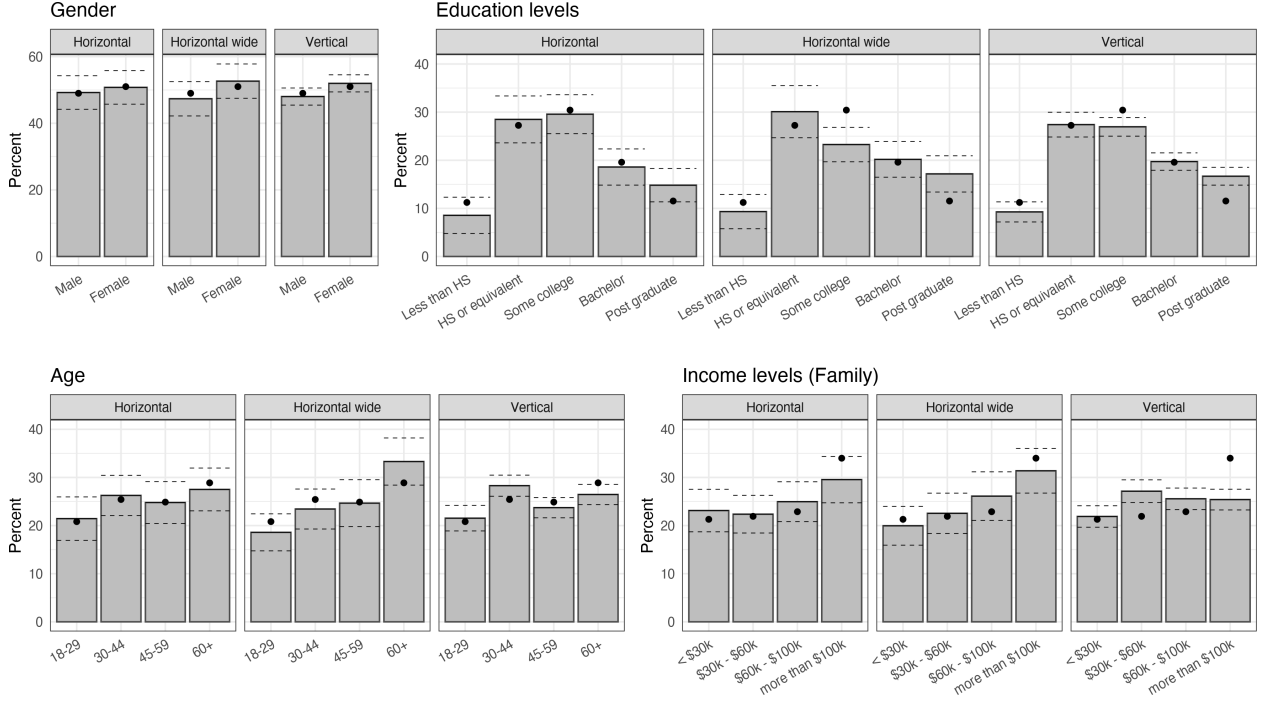 Gender
Horizontal
Horizontal wide
Vertical
Percent
60
40
20
0
Male
Female
Male
Female
Male
Female
Education levels
Horizontal
Horizontal wide
Vertical
Percent
40
30
20
10
0
Less than HS
HS or equivalent
Some college
Bachelor
Post graduate
Less than HS
HS or equivalent
Some college
Bachelor
Post graduate
Less than HS
HS or equivalent
Some college
Bachelor
Post graduate
Age
Horizontal
Horizontal wide
Vertical
Percent
40
30
20
10
0
18-29
30-44
45-59
60+
18-29
30-44
45-59
60+
18-29
30-44
45-59
60+
Income levels (Family)
Horizontal
Horizontal wide
Vertical
Percent
40
30
20
10
0
< $30k
$30k - $60k
$60k - $100k
more than $100k
< $30k
$30k - $60k
$60k - $100k
more than $100k
< $30k
$30k - $60k
$60k - $100k
more than $100k